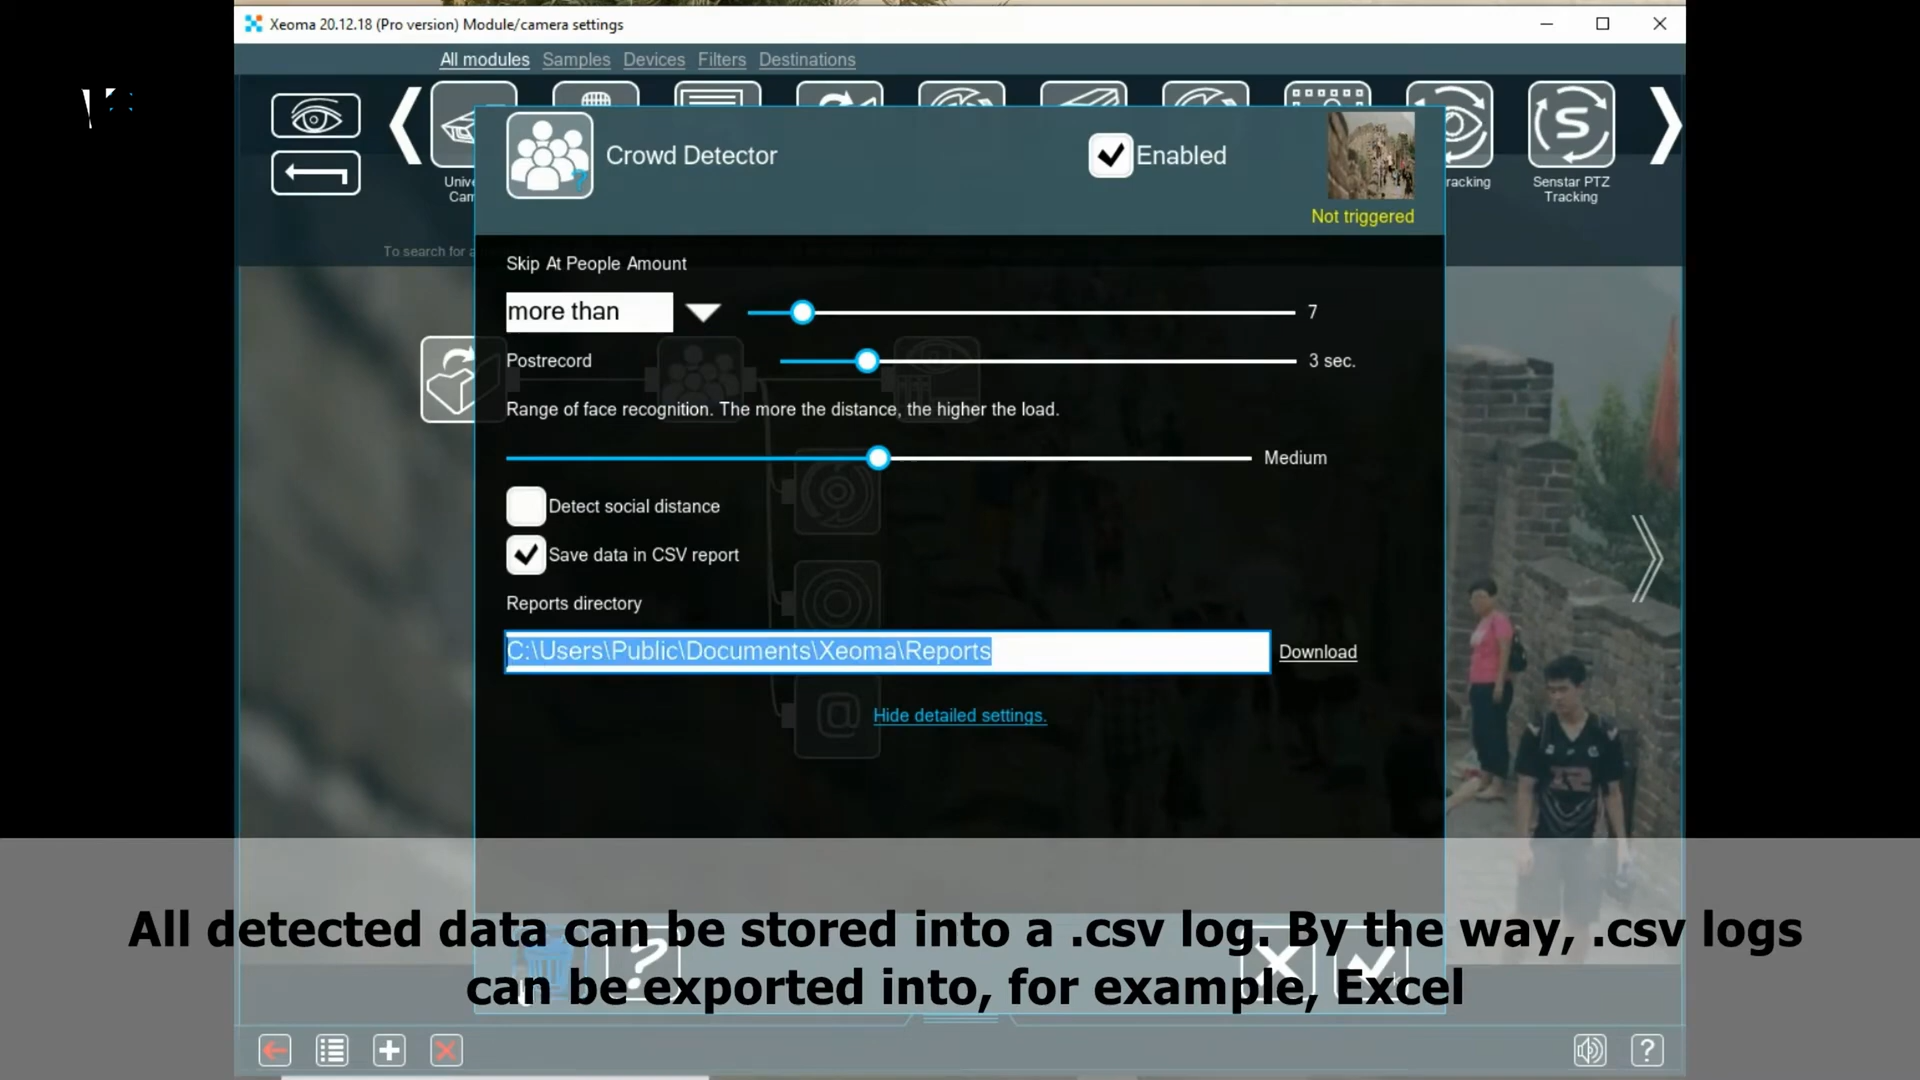 Xeoma 20.12.18 (Pro version) Module/camera settings
All modules Samples Devices Filters Destinations
Crowd Detector
Enabled
Not triggered
racking
Senstar PTZ
Tracking
To search for a
Skip At People Amount
more than
7
Postrecord
3 sec.
Range of face recognition. The more the distance, the higher the load.
Medium
Detect social distance
Save data in CSV report
Reports directory
C:\Users\Public\Documents\Xeoma\Reports
Download
Hide detailed settings.
All detected data can be stored into a .csv log. By the way, .csv logs
can be exported into, for example, Excel